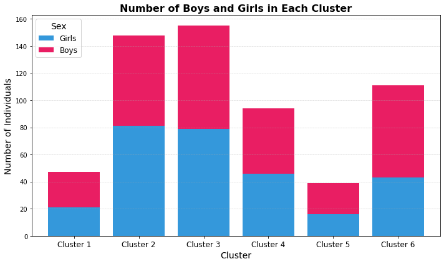 Number of Boys and Girls in Each Cluster
Sex
Girls
Boys
Number of Individuals
160
140
120
100
80
60
40
20
0
Cluster 1 Cluster 2 Cluster 3 Cluster 4 Cluster 5 Cluster 6
Cluster